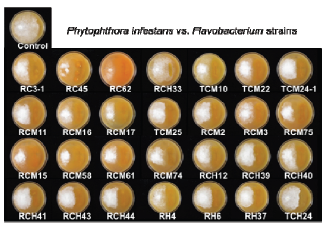 Phytophthora infestans vs. Flavobacterium strains
Control
RC3-1 RC45 RC62 RCH33 TCM10 TCM22 TCM24-1
RCM11 RCM16 RCM17 TCM25 RCM2 RCM3 RCM75
RCM15 RCM58 RCM61 RCM74 RCH12 RCH39 RCH40
RCH41 RCH43 RCH44 RH4 RH6 RH37 TCH24